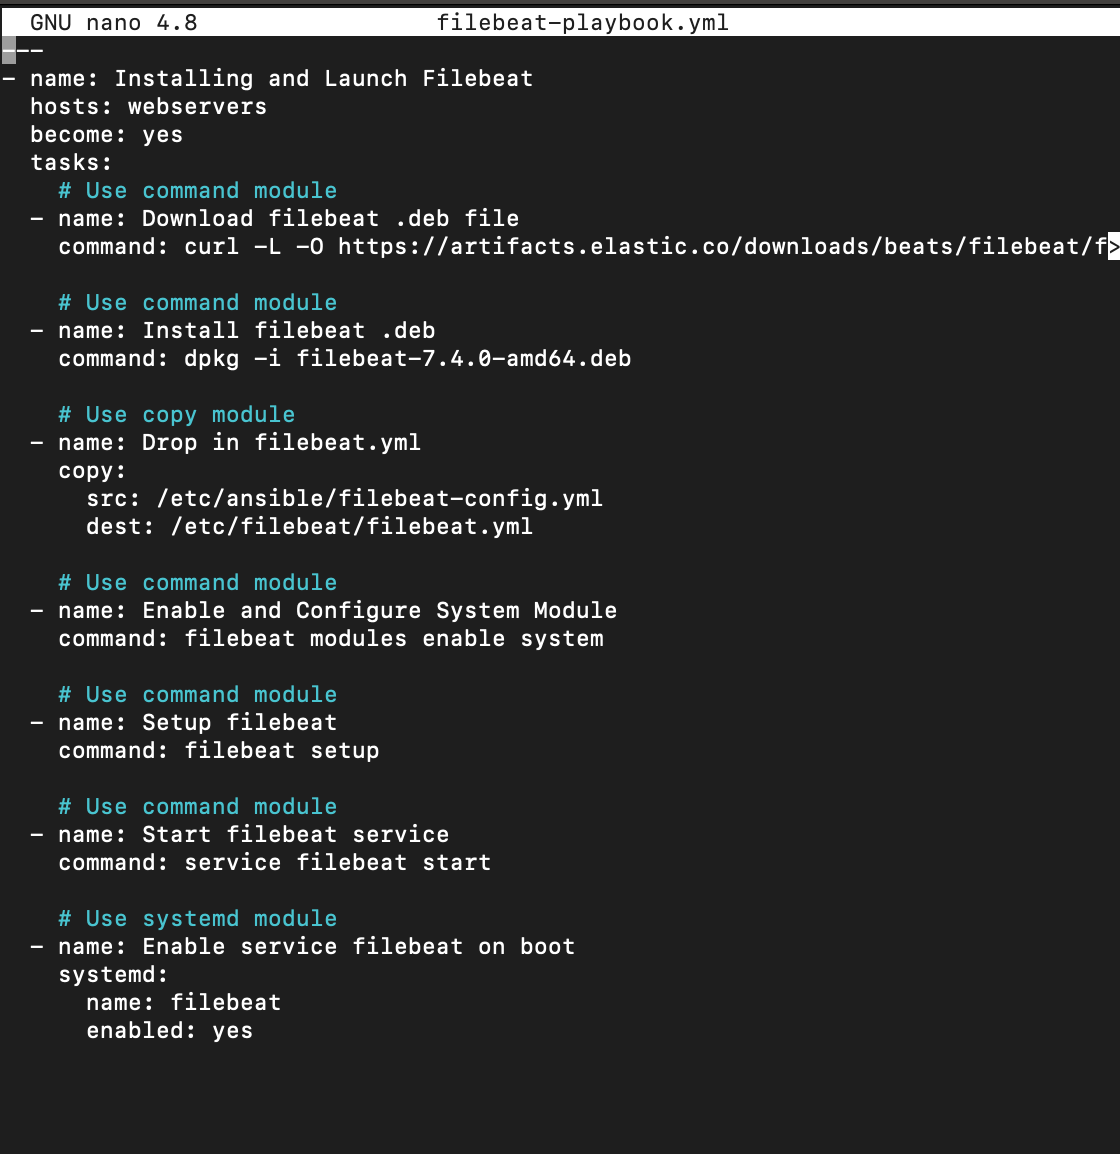 GNU nano 4.8 filebeat-playbook.yml
---
- name: Installing and Launch Filebeat
hosts: webservers
become: yes
tasks:
# Use command module
- name: Download filebeat .deb file
command: curl -L -O https://artifacts.elastic.co/downloads/beats/filebeat/f>
# Use command module
- name: Install filebeat .deb
command: dpkg -i filebeat-7.4.0-amd64.deb
# Use copy module
- name: Drop in filebeat.yml
copy:
src: /etc/ansible/filebeat-config.yml
dest: /etc/filebeat/filebeat.yml
# Use command module
- name: Enable and Configure System Module
command: filebeat modules enable system
# Use command module
- name: Setup filebeat
command: filebeat setup
# Use command module
- name: Start filebeat service
command: service filebeat start
# Use systemd module
- name: Enable service filebeat on boot
systemd:
name: filebeat
enabled: yes